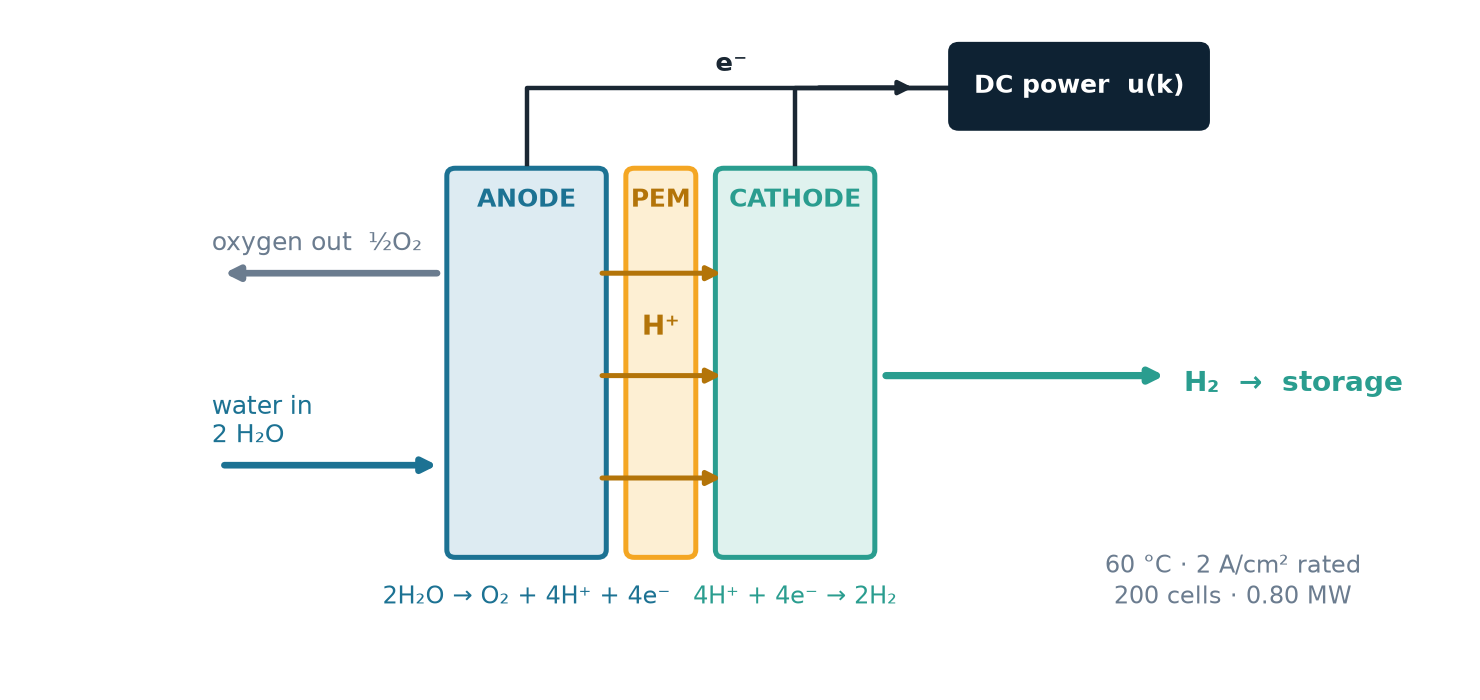 e⁻
DC power  u(k)
ANODE
PEM
CATHODE
oxygen out  ½O₂
H⁺
water in
2 H₂O
H₂ → storage
60 °C · 2 A/cm² rated
200 cells · 0.80 MW
2H₂O → O₂ + 4H⁺ + 4e⁻
4H⁺ + 4e⁻ → 2H₂